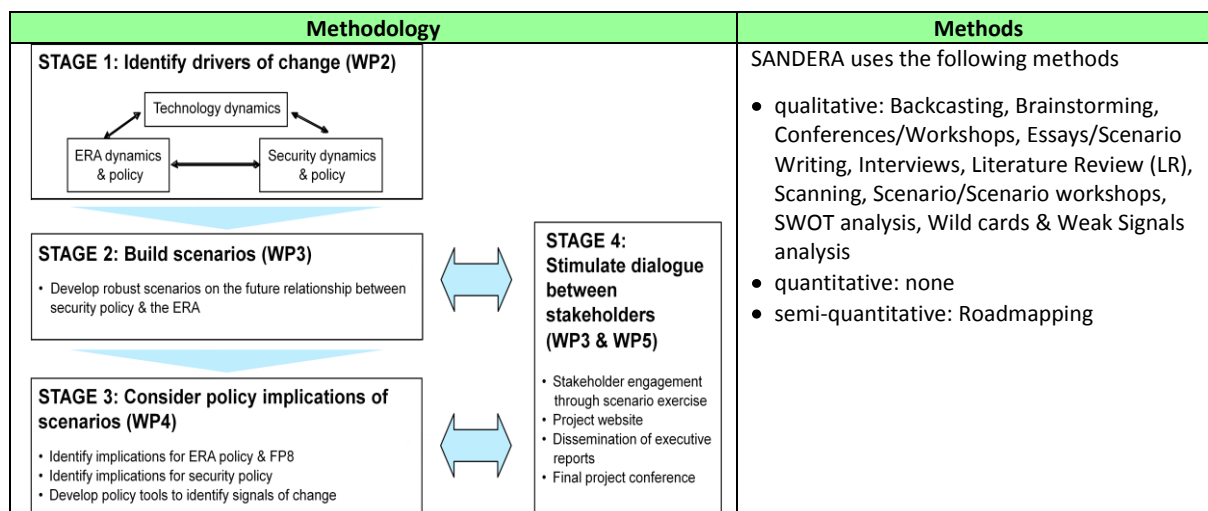 Methodology
STAGE 1: Identify drivers of change (WP2)
Technology dynamics
ERA dynamics
& policy
Security dynamics
& policy
STAGE 2: Build scenarios (WP3)
• Develop robust scenarios on the future relationship between
security policy & the ERA
STAGE 3: Consider policy implications of
scenarios (WP4)
• Identify implications for ERA policy & FP8
• Identify implications for security policy
• Develop policy tools to identify signals of change
STAGE 4:
Stimulate dialogue
between
stakeholders
(WP3 & WP5)
• Stakeholder engagement
through scenario exercise
• Project website
• Dissemination of executive
reports
• Final project conference
Methods
SANDERA uses the following methods
• qualitative: Backcasting, Brainstorming,
Conferences/Workshops, Essays/Scenario
Writing, Interviews, Literature Review (LR),
Scanning, Scenario/Scenario workshops,
SWOT analysis, Wild cards & Weak Signals
analysis
• quantitative: none
• semi-quantitative: Roadmapping